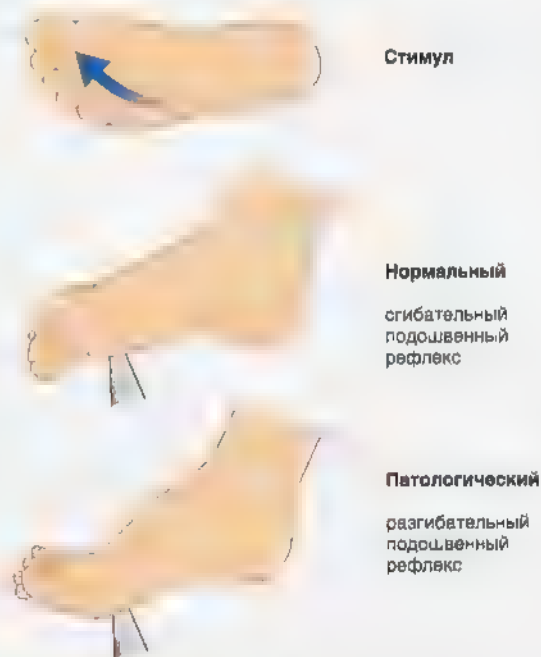 Стимул
Нормальный
сгибательный
подошвенный
рефлекс
Патологический
разгибательный
подошвенный
рефлекс